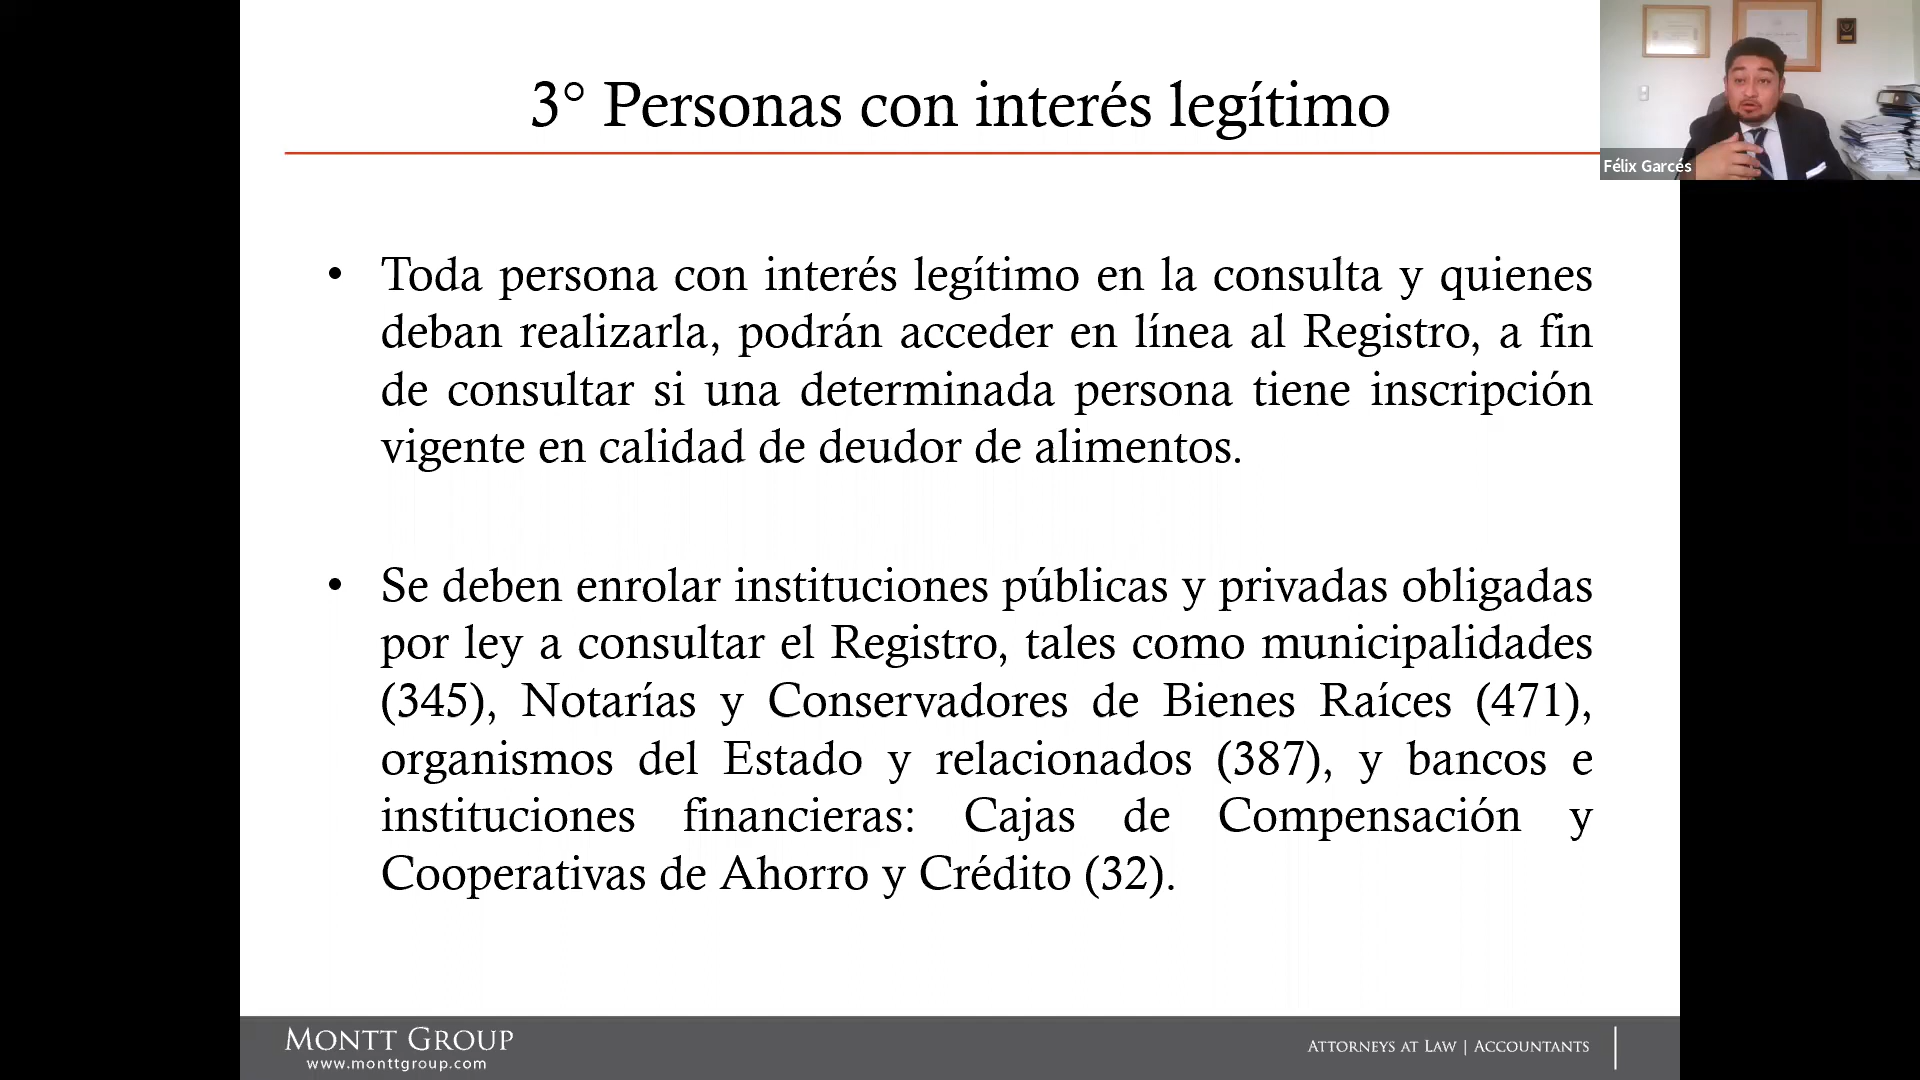 3° Personas con interés legítimo
Félix Garcés
• Toda persona con interés legítimo en la consulta y quienes
deban realizarla, podrán acceder en línea al Registro, a fin
de consultar si una determinada persona tiene inscripción
vigente en calidad de deudor de alimentos.
• Se deben enrolar instituciones públicas y privadas obligadas
por ley a consultar el Registro, tales como municipalidades
(345), Notarías y Conservadores de Bienes Raíces (471),
organismos del Estado y relacionados (387), y bancos e
instituciones financieras: Cajas de Compensación y
Cooperativas de Ahorro y Crédito (32).
MONTT GROUP
www.monttgroup.com
ATTORNEYS AT LAW | ACCOUNTANTS